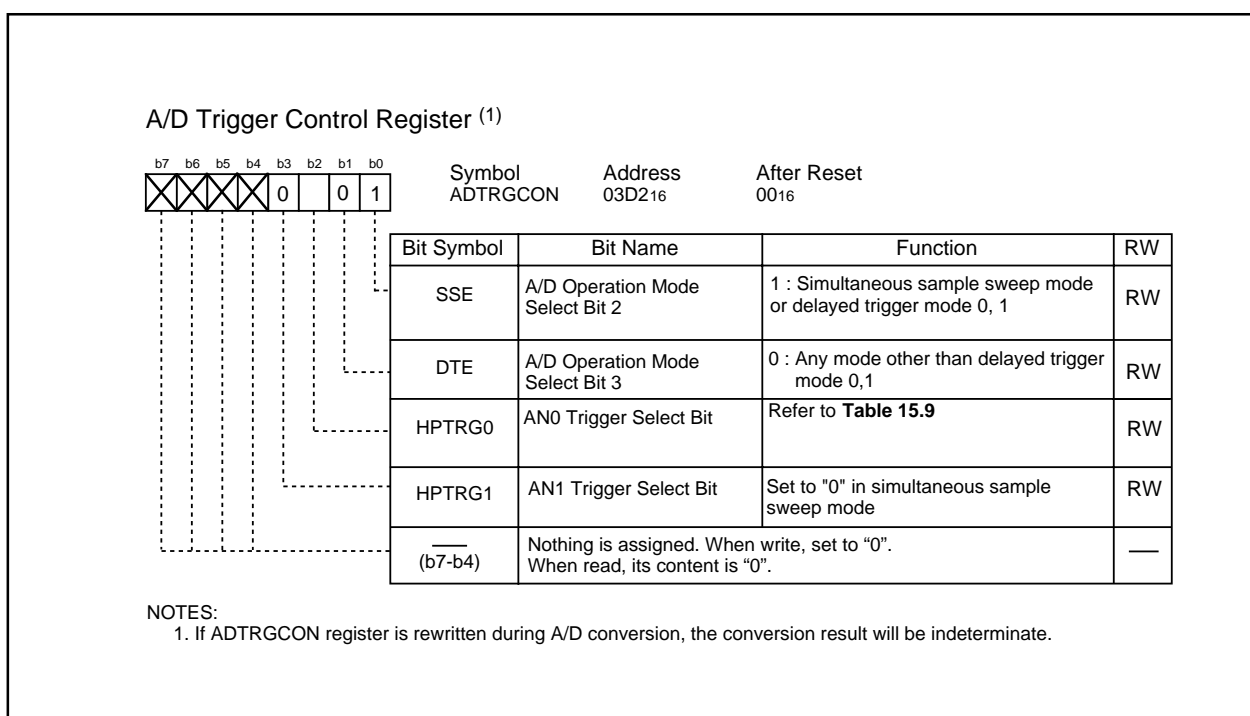 A/D Trigger Control Register (1)
b7 b6 b5 b4 b3 b2 b1 b0
0 0 1
Symbol Address After Reset
ADTRGCON 03D216 0016
Bit Symbol Bit Name Function RW
SSE A/D Operation Mode Select Bit 2 1 : Simultaneous sample sweep mode or delayed trigger mode 0, 1 RW
DTE A/D Operation Mode Select Bit 3 0 : Any mode other than delayed trigger mode 0,1 RW
HPTRG0 AN0 Trigger Select Bit Refer to Table 15.9 RW
HPTRG1 AN1 Trigger Select Bit Set to "0" in simultaneous sample sweep mode RW
(b7-b4) Nothing is assigned. When write, set to “0”. When read, its content is “0”. —
NOTES:
1. If ADTRGCON register is rewritten during A/D conversion, the conversion result will be indeterminate.